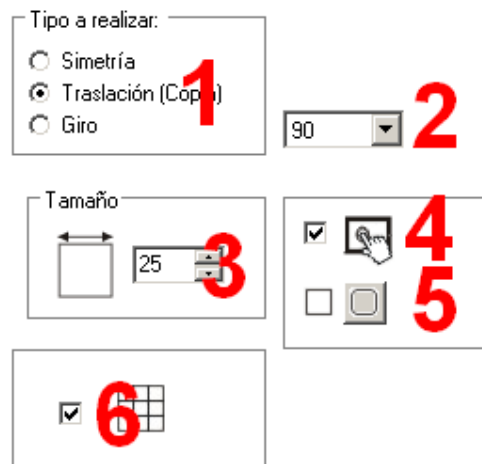 Tipo a realizar:
Simetría
Traslación (Copia)
Giro
1
90
2
Tamaño
25
3
4
5
6